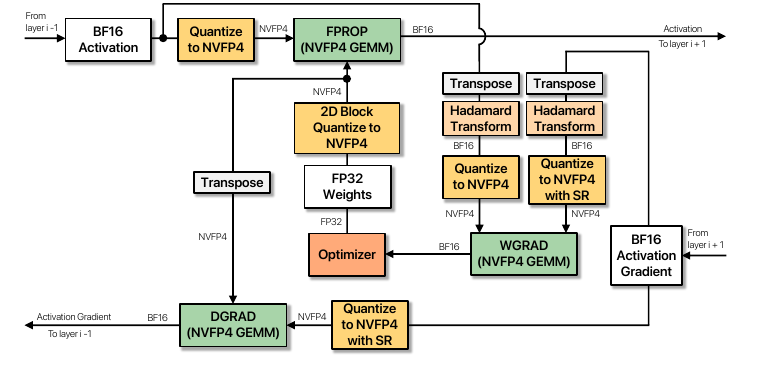 From
layer i -1
BF16
Activation
Quantize
to NVFP4
NVFP4
FPROP
(NVFP4 GEMM)
BF16
Activation
To layer i + 1
NVFP4
2D Block
Quantize to
NVFP4
Transpose
FP32
Weights
FP32
Optimizer
NVFP4
Transpose
Hadamard
Transform
BF16
Quantize
to NVFP4
NVFP4
Transpose
Hadamard
Transform
BF16
Quantize
to NVFP4
with SR
NVFP4
BF16
WGRAD
(NVFP4 GEMM)
BF16
Activation
Gradient
From
layer i + 1
Activation Gradient
To layer i -1
BF16
DGRAD
(NVFP4 GEMM)
NVFP4
Quantize
to NVFP4
with SR